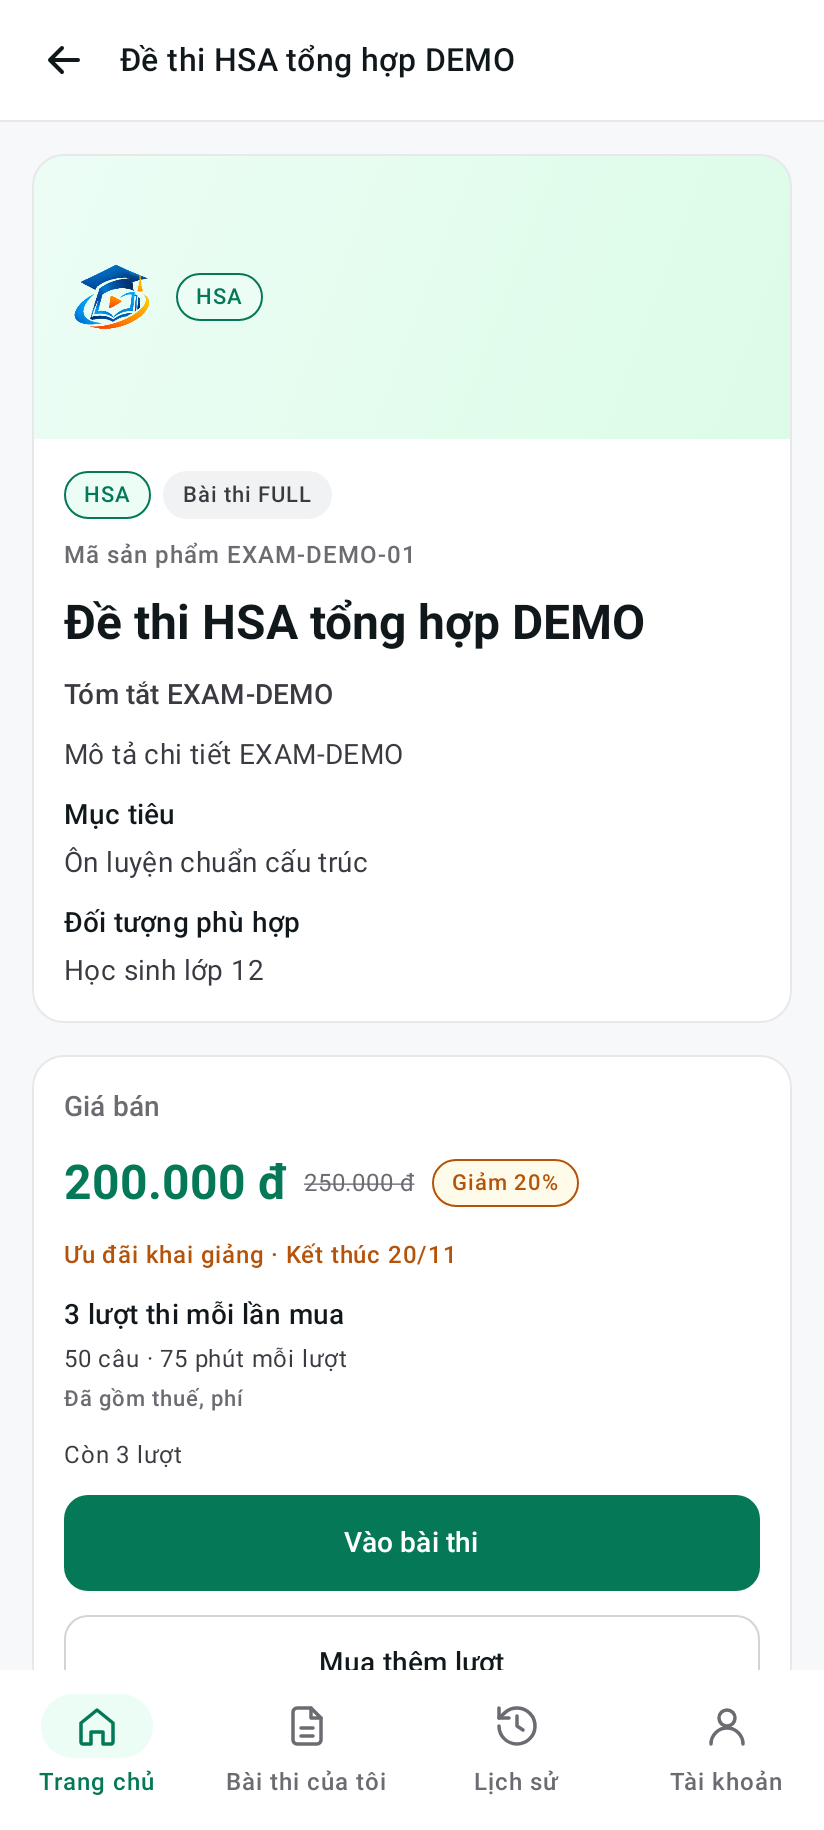 Đề thi HSA tổng hợp DEMO
HSA
HSA
Bài thi FULL
Mã sản phẩm EXAM-DEMO-01
Đề thi HSA tổng hợp DEMO
Tóm tắt EXAM-DEMO
Mô tả chi tiết EXAM-DEMO
Mục tiêu
Ôn luyện chuẩn cấu trúc
Đối tượng phù hợp
Học sinh lớp 12
Giá bán
200.000 đ 250.000 đ Giảm 20%
Ưu đãi khai giảng · Kết thúc 20/11
3 lượt thi mỗi lần mua
50 câu · 75 phút mỗi lượt
Đã gồm thuế, phí
Còn 3 lượt
Vào bài thi
Mua thêm lượt
Trang chủ
Bài thi của tôi
Lịch sử
Tài khoản